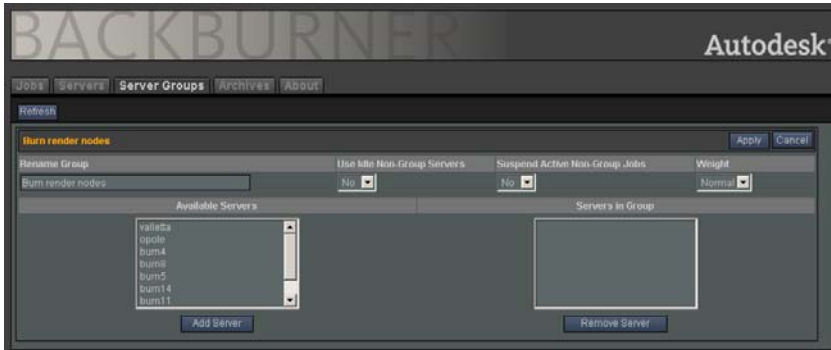 BACKBURNER
Autodesk
Jobs Servers Server Groups Archives About
Refresh
Burn render nodes Apply Cancel
Rename Group Use Idle Non-Group Servers Suspend Active Non-Group Jobs Weight
Burn render nodes No No Normal
Available Servers Servers in Group
valletta
opole
burn4
burn8
burn5
burn14
burn11
Add Server Remove Server